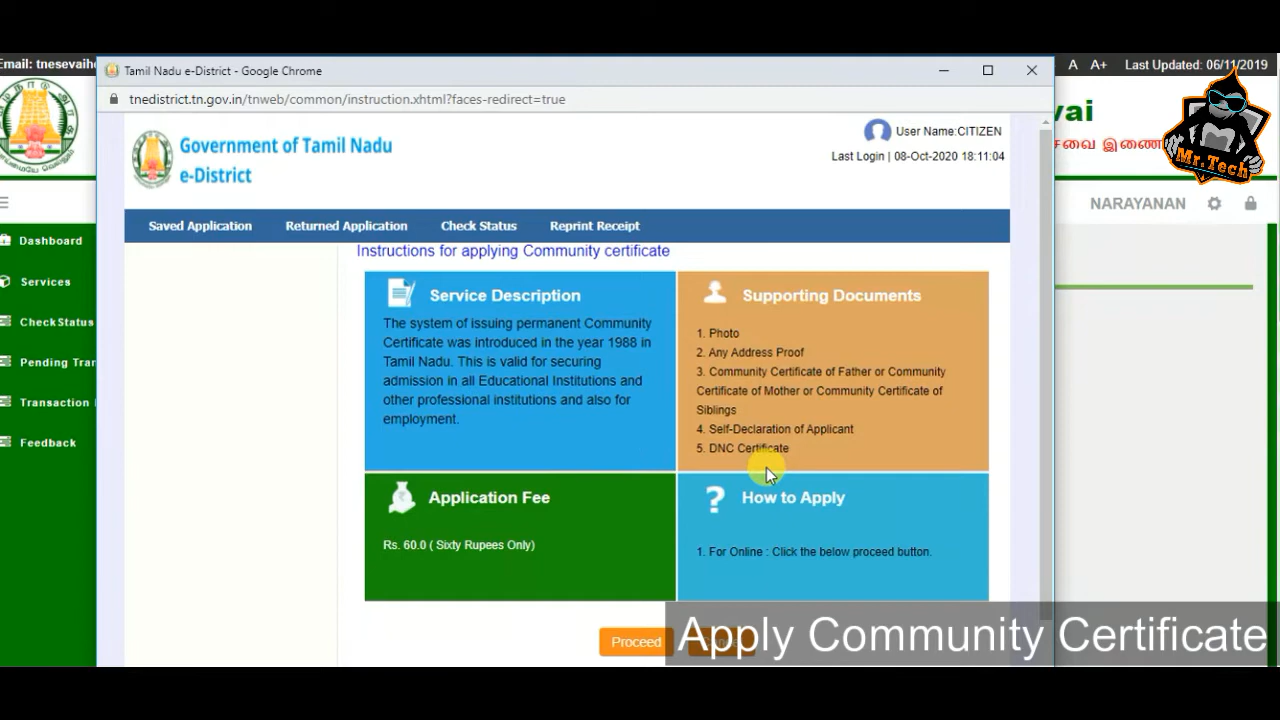 Email: tnesevaihe
A A+ Last Updated: 06/11/2019
Tamil Nadu e-District - Google Chrome
tnedistrict.tn.gov.in/tnweb/common/instruction.xhtml?faces-redirect=true
Government of Tamil Nadu
e-District
User Name:CITIZEN
Last Login | 08-Oct-2020 18:11:04
vai
சேவை இணை
Mr.Tech
NARAYANAN
Dashboard
Services
CheckStatus
Pending Tran
Transaction
Feedback
Saved Application Returned Application Check Status Reprint Receipt
Instructions for applying Community certificate
Service Description
The system of issuing permanent Community
Certificate was introduced in the year 1988 in
Tamil Nadu. This is valid for securing
admission in all Educational Institutions and
other professional institutions and also for
employment.
Supporting Documents
1. Photo
2. Any Address Proof
3. Community Certificate of Father or Community
Certificate of Mother or Community Certificate of
Siblings
4. Self-Declaration of Applicant
5. DNC Certificate
Application Fee
Rs. 60.0 ( Sixty Rupees Only)
How to Apply
1. For Online : Click the below proceed button.
Proceed
Apply Community Certificate